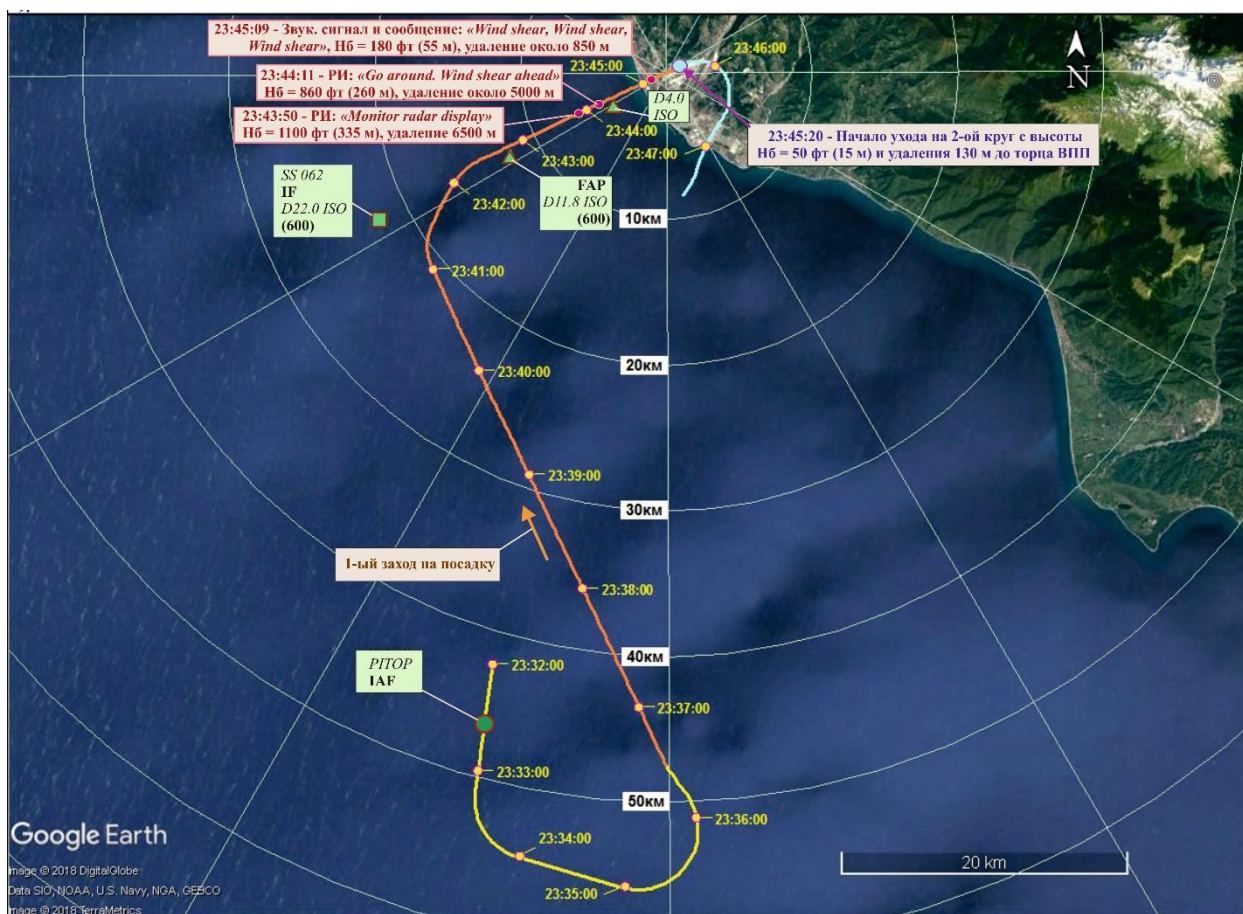 23:45:09 - Звук. сигнал и сообщение: «Wind shear, Wind shear,
Wind shear», Нб = 180 фт (55 м), удаление около 850 м
23:44:11 - РИ: «Go around. Wind shear ahead»
Нб = 860 фт (260 м), удаление около 5000 м
23:43:50 - РИ: «Monitor radar display»
Нб = 1100 фт (335 м), удаление 6500 м
23:45:00
23:46:00
N
D4.0
ISO
23:44:00
23:45:20 - Начало ухода на 2-ой круг с высоты
Нб = 50 фт (15 м) и удаления 130 м до торца ВПП
23:43:00
23:47:00
SS 062
IF
D22.0 ISO
(600)
23:42:00
FAP
D11.8 ISO
(600)
10км
23:41:00
20км
23:40:00
23:39:00
30км
1-ый заход на посадку
23:38:00
PITOP
IAF
23:32:00
40км
23:37:00
23:33:00
50км
23:36:00
23:34:00
23:35:00
20 km
Google Earth
Image © 2018 DigitalGlobe
Data SIO, NOAA, U.S. Navy, NGA, GEBCO
Image © 2018 TerraMetrics